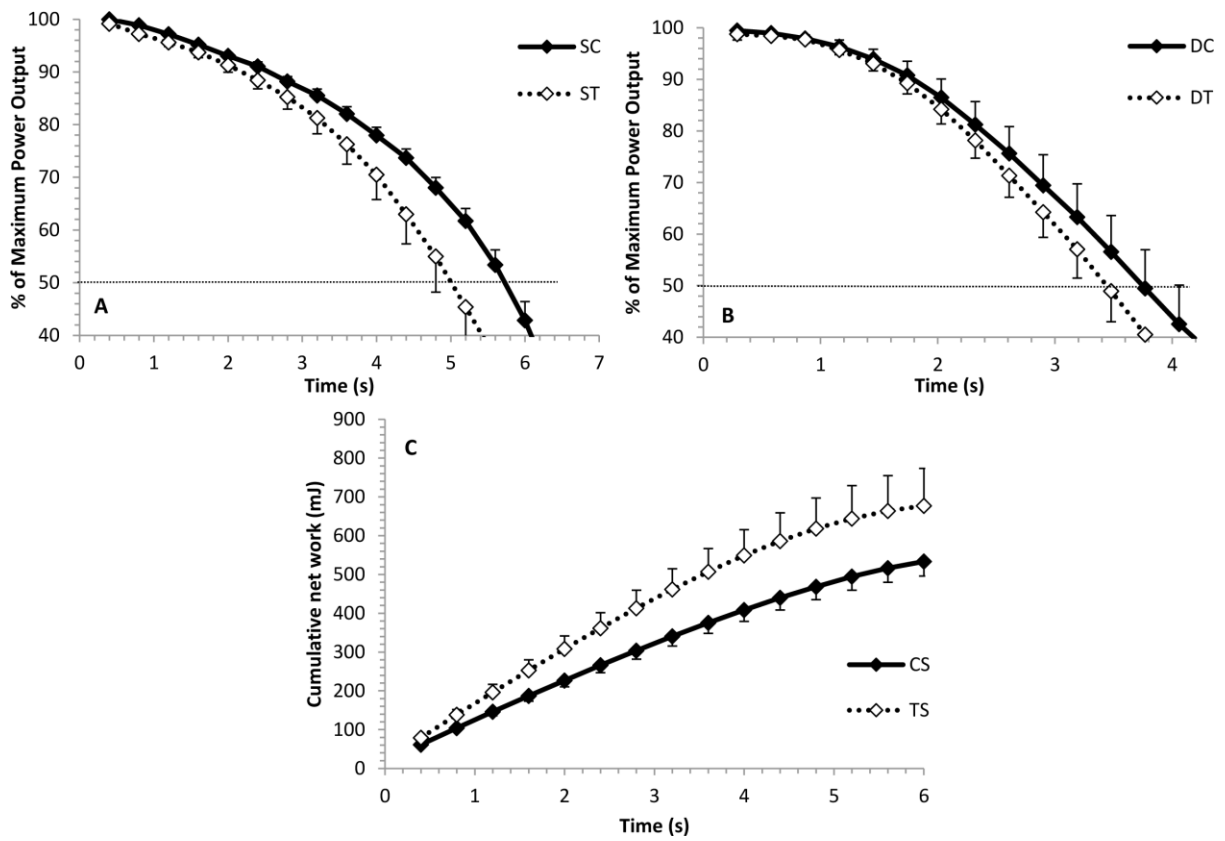 % of Maximum Power Output
100
90
80
70
60
50
40
A
SC
ST
0 1 2 3 4 5 6 7
Time (s)
% of Maximum Power Output
100
90
80
70
60
50
40
B
DC
DT
0 1 2 3 4
Time (s)
Cumulative net work (mJ)
900
800
700
600
500
400
300
200
100
0
C
CS
TS
0 1 2 3 4 5 6
Time (s)